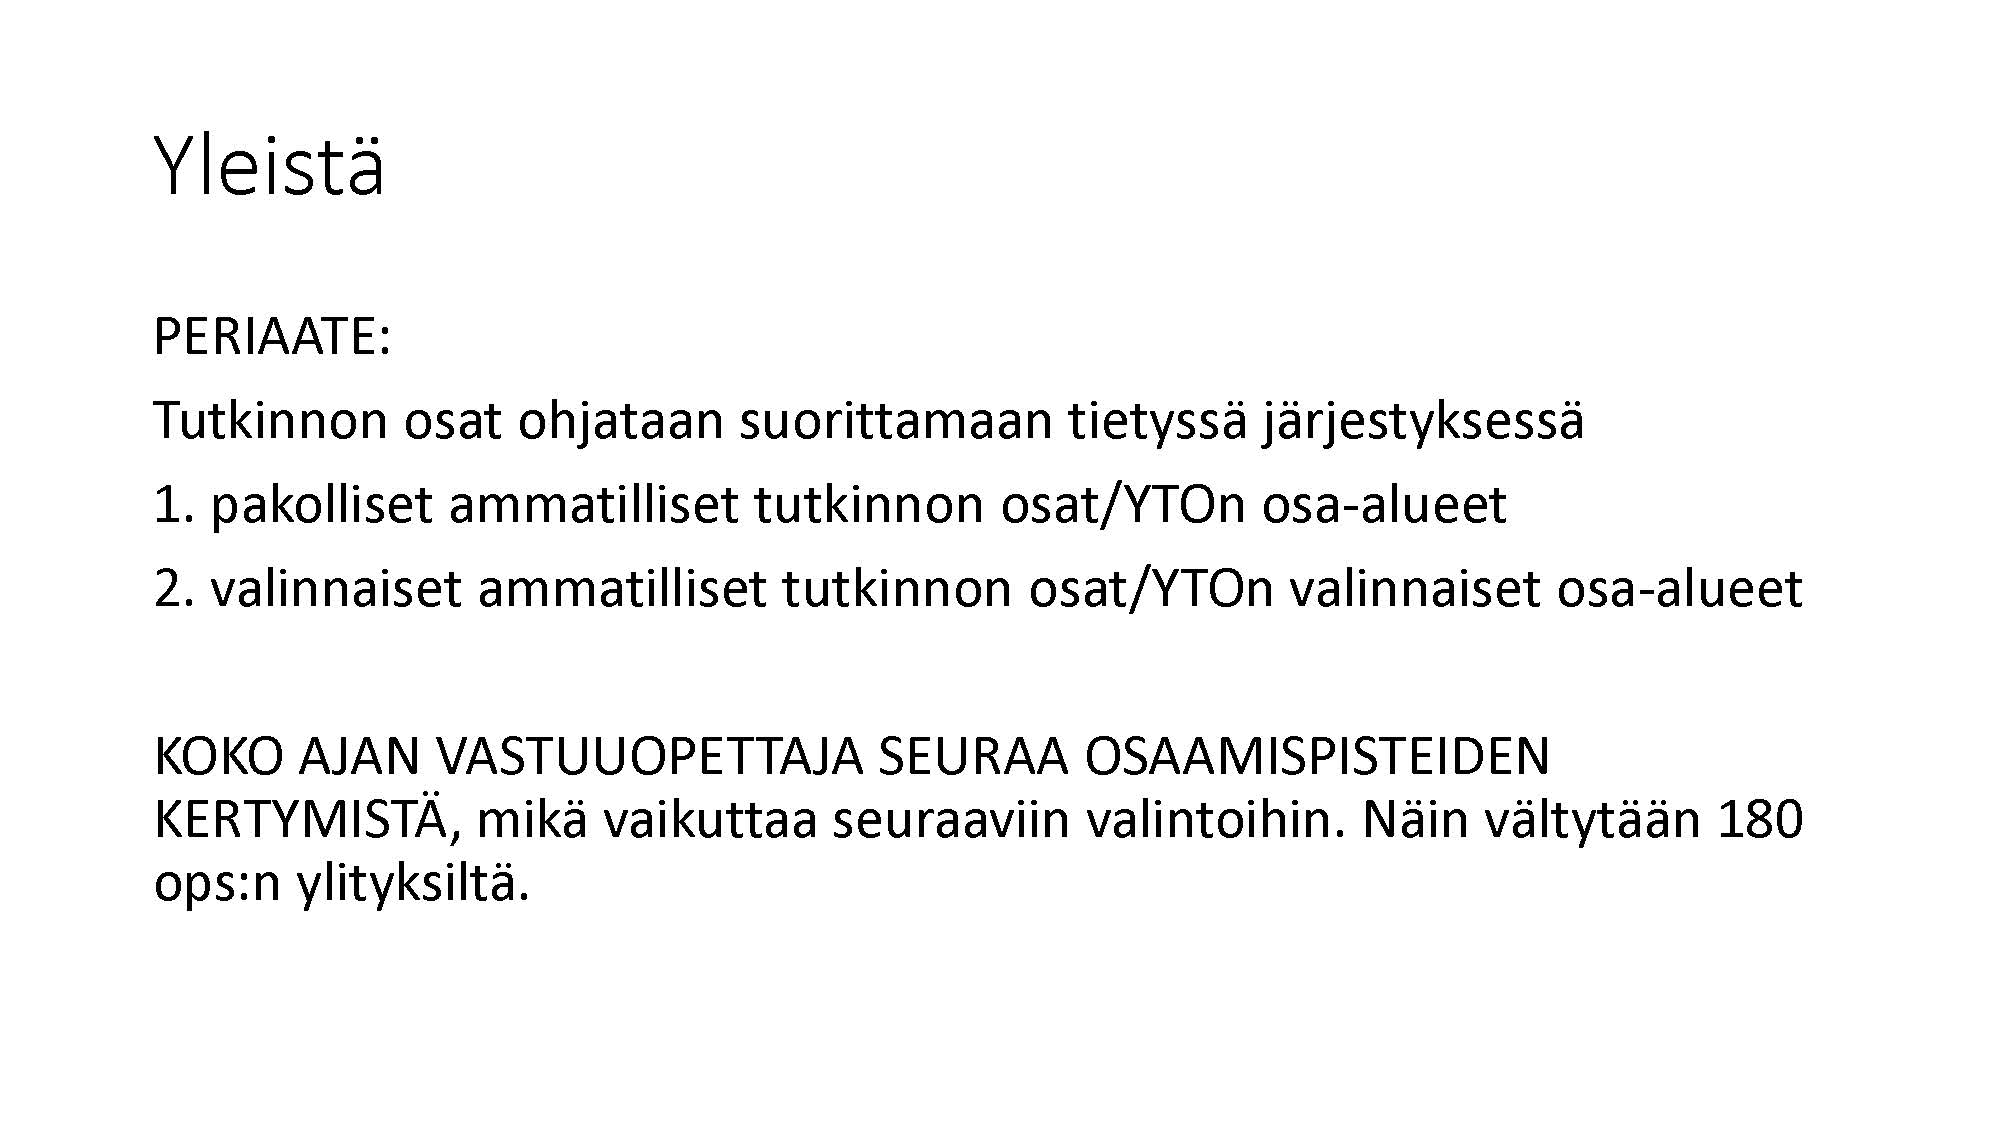 Yleistä
PERIAATE:
Tutkinnon osat ohjataan suorittamaan tietyssä järjestyksessä
1. pakolliset ammatilliset tutkinnon osat/YTOn osa-alueet
2. valinnaiset ammatilliset tutkinnon osat/YTOn valinnaiset osa-alueet
KOKO AJAN VASTUUOPETTAJA SEURAA OSAAMISPISTEIDEN
KERTYMISTÄ, mikä vaikuttaa seuraaviin valintoihin. Näin vältytään 180
ops:n ylityksiltä.